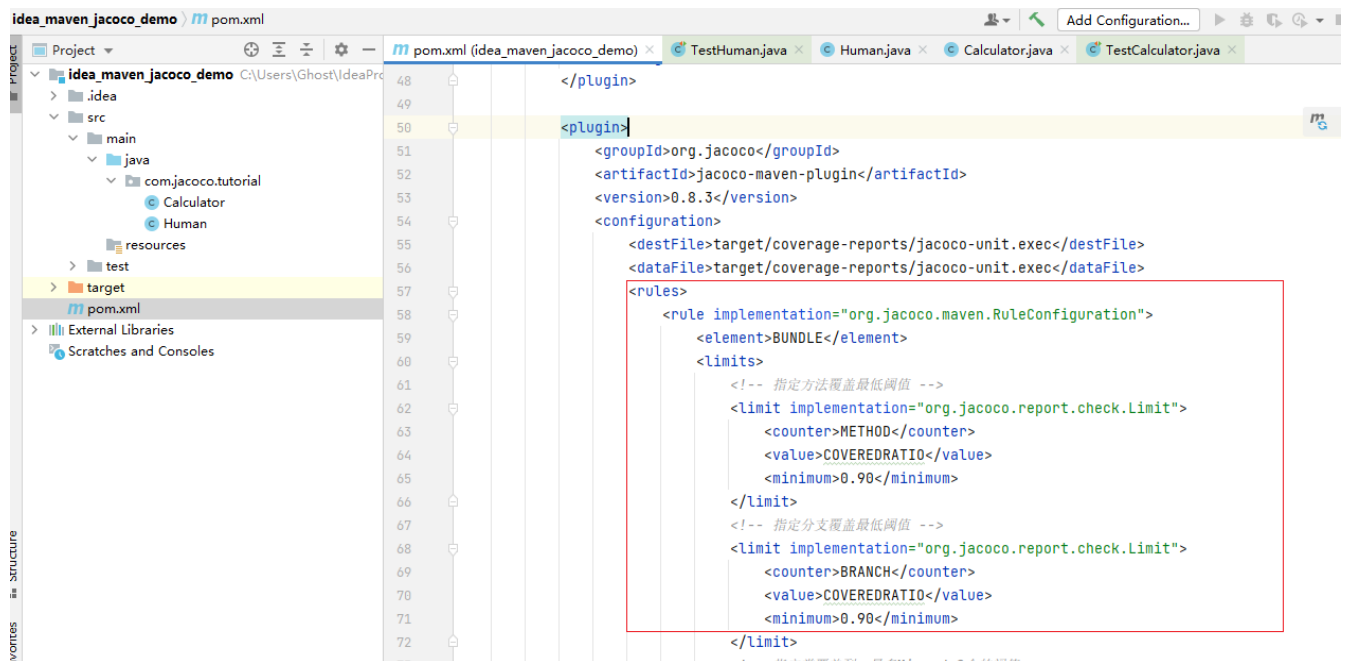 idea_maven_jacoco_demo pom.xml
Add Configuration...
Project
Project
pom.xml (idea_maven_jacoco_demo)
TestHuman.java
Human.java
Calculator.java
TestCalculator.java
idea_maven_jacoco_demo C:\Users\Ghost\IdeaPrc
.idea
src
main
java
com.jacoco.tutorial
Calculator
Human
resources
test
target
pom.xml
External Libraries
Scratches and Consoles
Structure
48 </plugin>
49
50 <plugin>
51 <groupId>org.jacoco</groupId>
52 <artifactId>jacoco-maven-plugin</artifactId>
53 <version>0.8.3</version>
54 <configuration>
55 <destFile>target/coverage-reports/jacoco-unit.exec</destFile>
56 <dataFile>target/coverage-reports/jacoco-unit.exec</dataFile>
57 <rules>
58 <rule implementation="org.jacoco.maven.RuleConfiguration">
59 <element>BUNDLE</element>
60 <limits>
61 <!-- 指定方法覆盖最低阈值 -->
62 <limit implementation="org.jacoco.report.check.Limit">
63 <counter>METHOD</counter>
64 <value>COVEREDRATIO</value>
65 <minimum>0.90</minimum>
66 </limit>
67 <!-- 指定分支覆盖最低阈值 -->
68 <limit implementation="org.jacoco.report.check.Limit">
69 <counter>BRANCH</counter>
70 <value>COVEREDRATIO</value>
71 <minimum>0.90</minimum>
72 </limit>